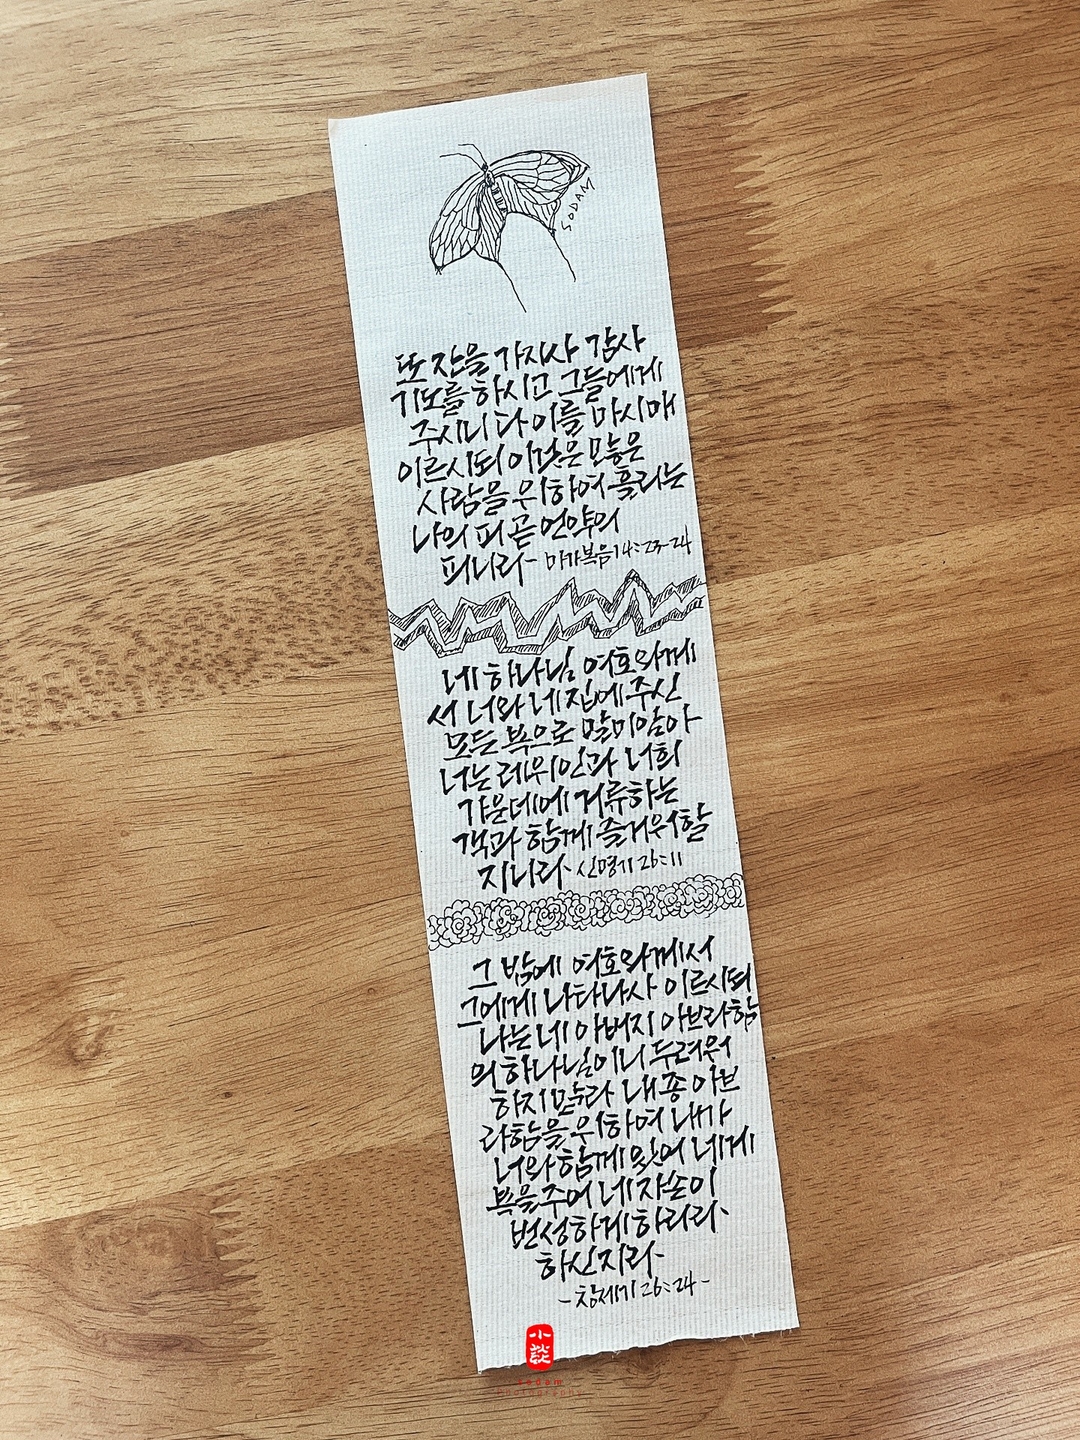 SODAM
또 잔을 가지사 감사
기도를 하시고 그들에게
주시니 다 이를 마시매
이르시되 이것은 많은
사람을 위하여 흘리는
나의 피 곧 언약의
피니라- 마가복음 14:23-24
네 하나님 여호와께
서 너와 네 집에 주신
모든 복으로 말미암아
너는 레위인과 너희
가운데에 거류하는
객과 함께 즐거워할
지니라- 신명기 26:11
그 밤에 여호와께서
그에게 나타나사 이르시되
나는 네 아버지 아브라함
의 하나님이니 두려워
하지 말라 내 종 아브
라함을 위하여 내가
너와 함께 있어 네게
복을 주어 네 자손이
번성하게 하리라
하신지라-
-창세기 26:24-
小談
sodam
photography